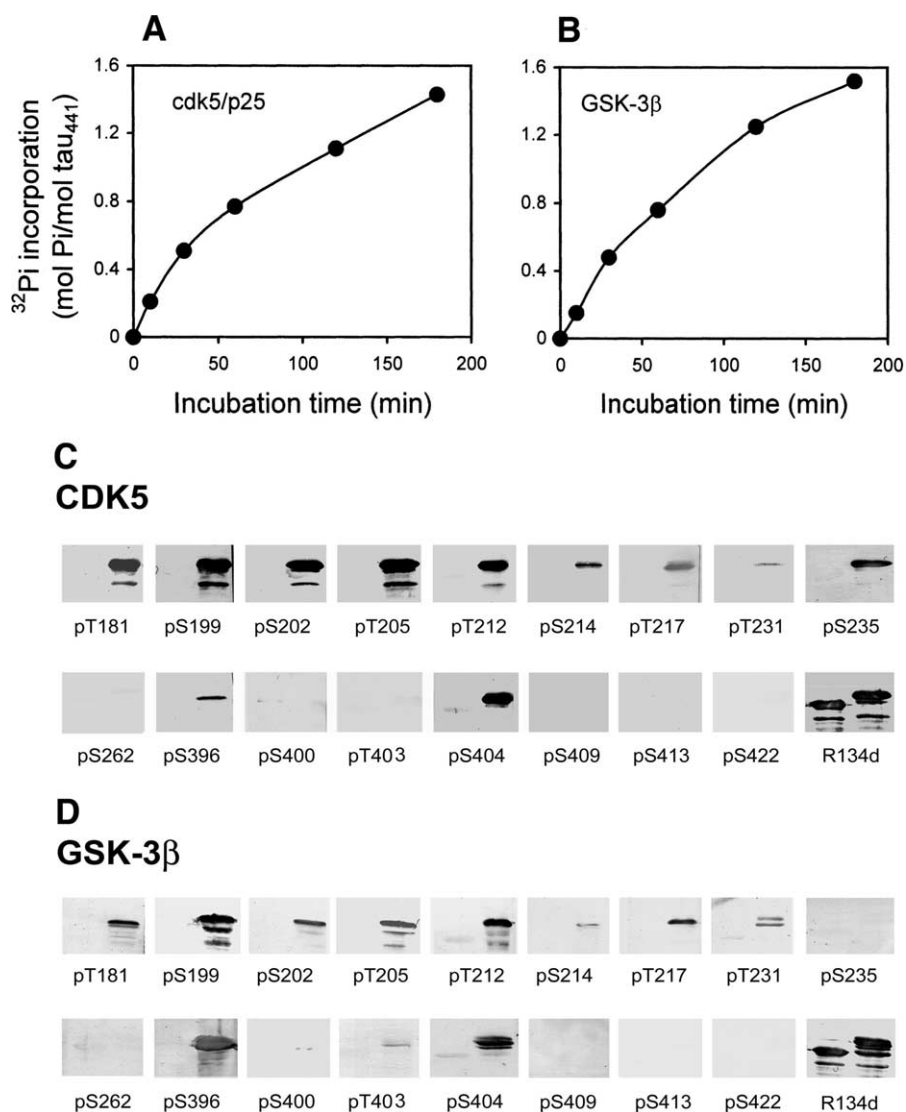 A
B
1.6
1.2
0.8
0.4
0
cdk5/p25
0
50
100
150
200
Incubation time (min)
32Pi incorporation
(mol Pi/mol tau441)
1.6
1.2
0.8
0.4
0
GSK-3β
0
50
100
150
200
Incubation time (min)
C
CDK5
pT181 pS199 pS202 pT205 pT212 pS214 pT217 pT231 pS235
pS262 pS396 pS400 pT403 pS404 pS409 pS413 pS422 R134d
D
GSK-3β
pT181 pS199 pS202 pT205 pT212 pS214 pT217 pT231 pS235
pS262 pS396 pS400 pT403 pS404 pS409 pS413 pS422 R134d